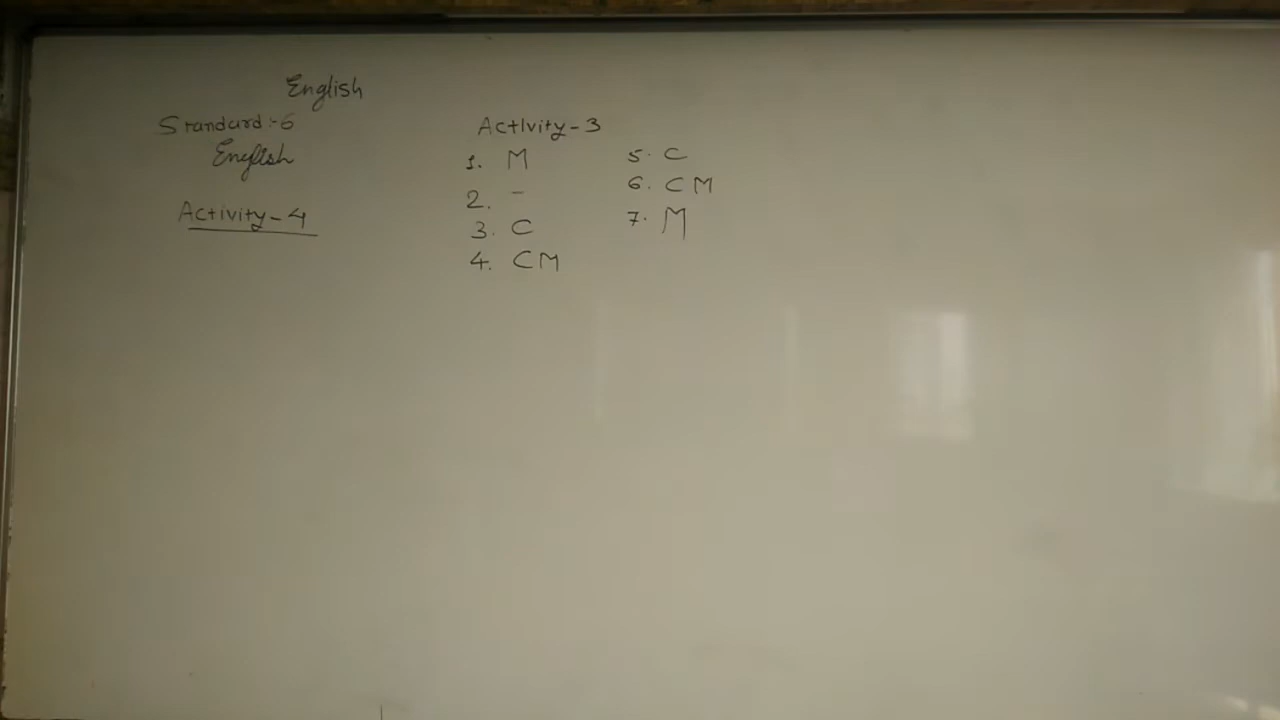 English
Standard :- 6
English
Activity - 4
Activity - 3
1. M
2. -
3. C
4. CM
5. C
6. CM
7. M